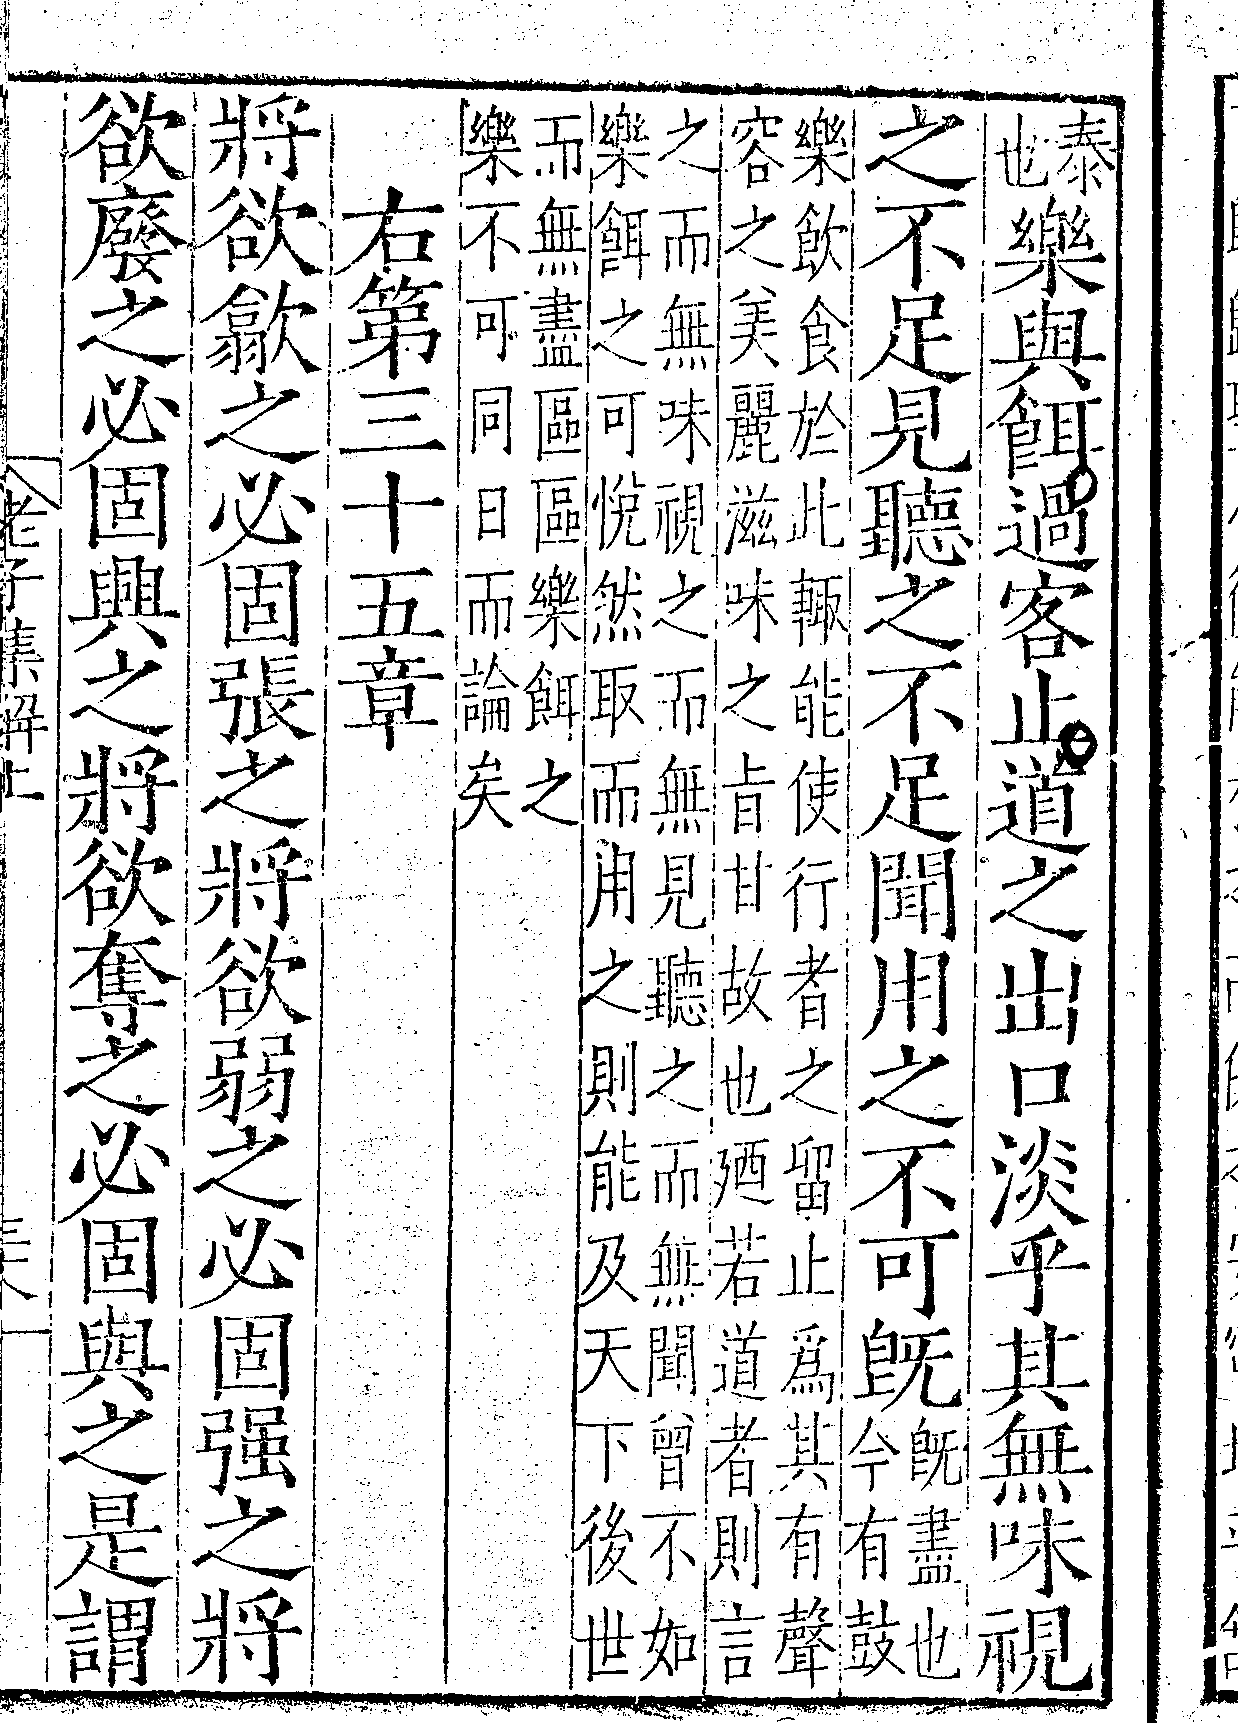 泰也樂與餌過客止道之出口淡乎其無味視
之不足見聽之不足聞用之不可旣旣盡也今有鼓
樂飲食於此輙能使行者之留止爲其有聲
容之美麗滋味之旨甘故也廼若道者則言
之而無味視之而無見聽之而無聞曾不如
樂餌之可悅然取而用之則能及天下後世
而無盡區區樂餌之
樂不可同日而論矣
右第三十五章
將欲歙之必固張之將欲弱之必固强之將
欲廢之必固興之將欲奪之必固與之是謂
老子集解上